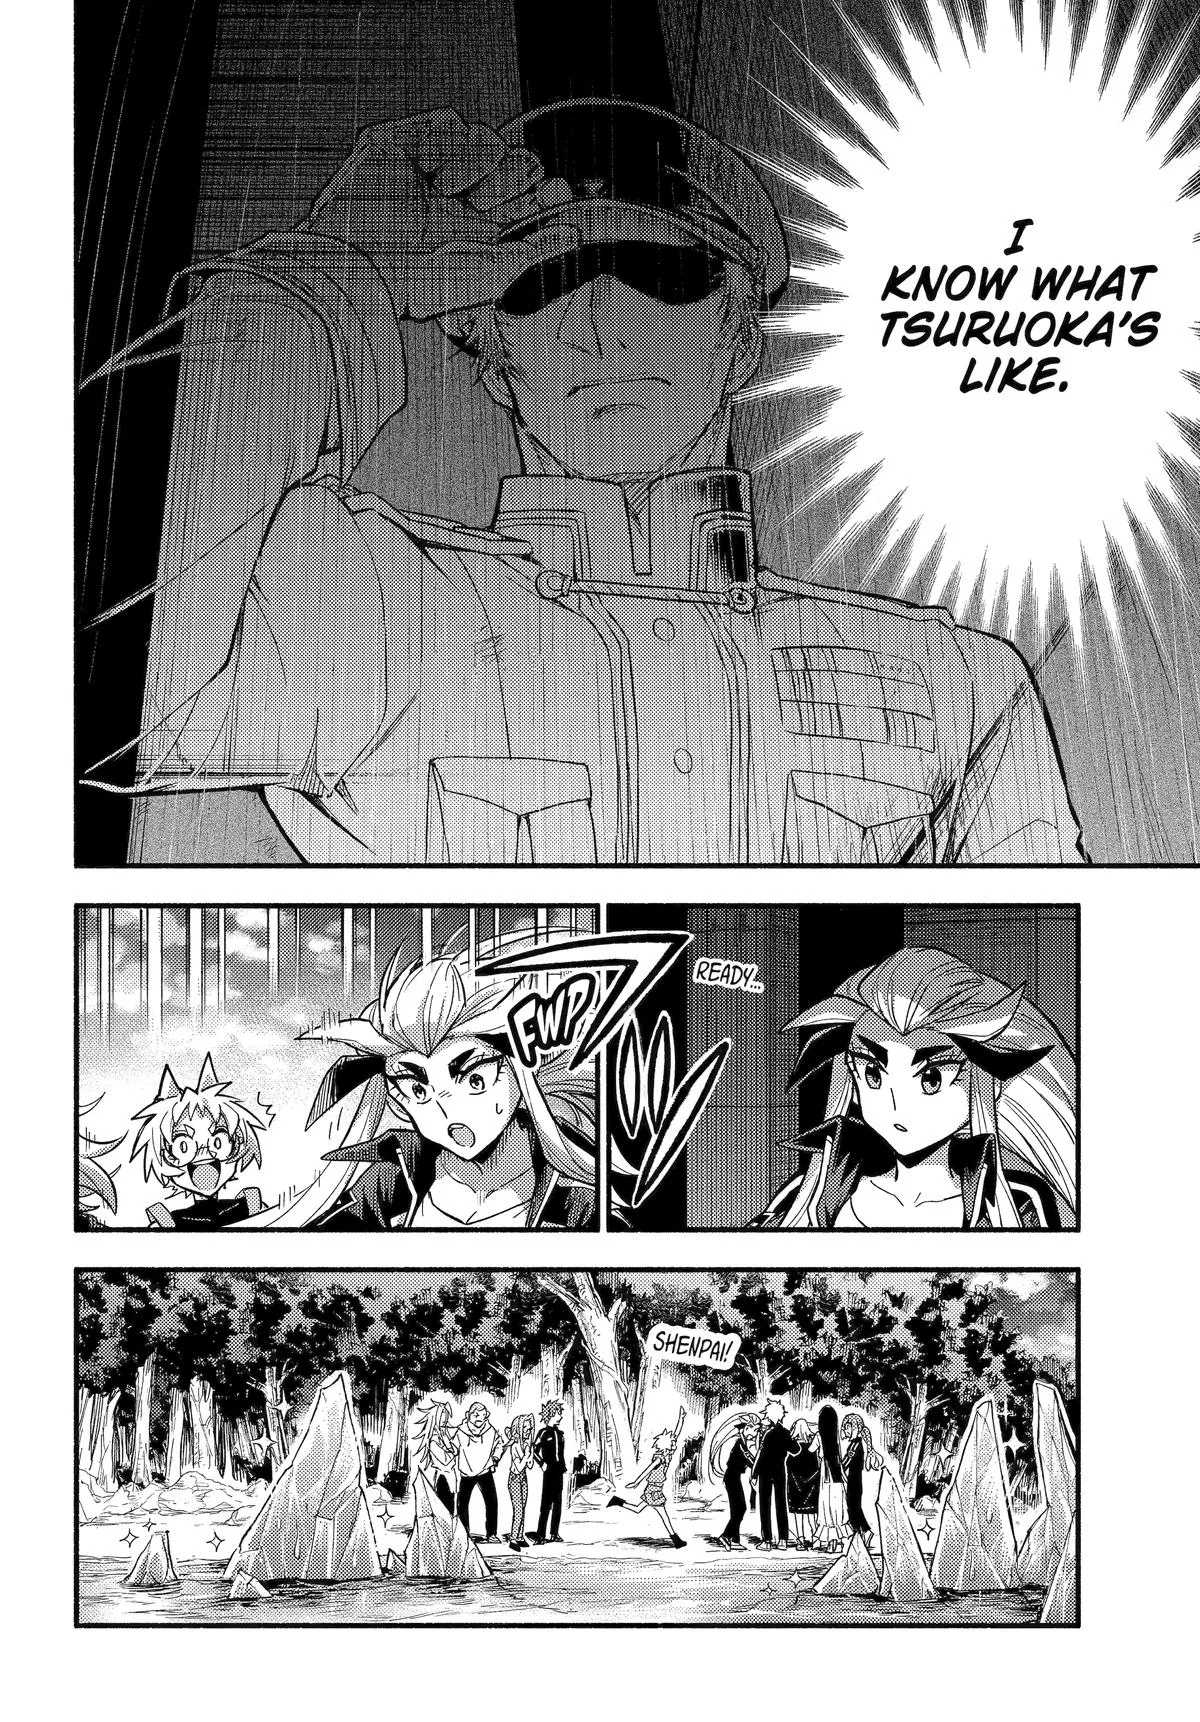 I
KNOW WHAT
TSURUOKA'S
LIKE.
READY...
FWP
SHENPAI!